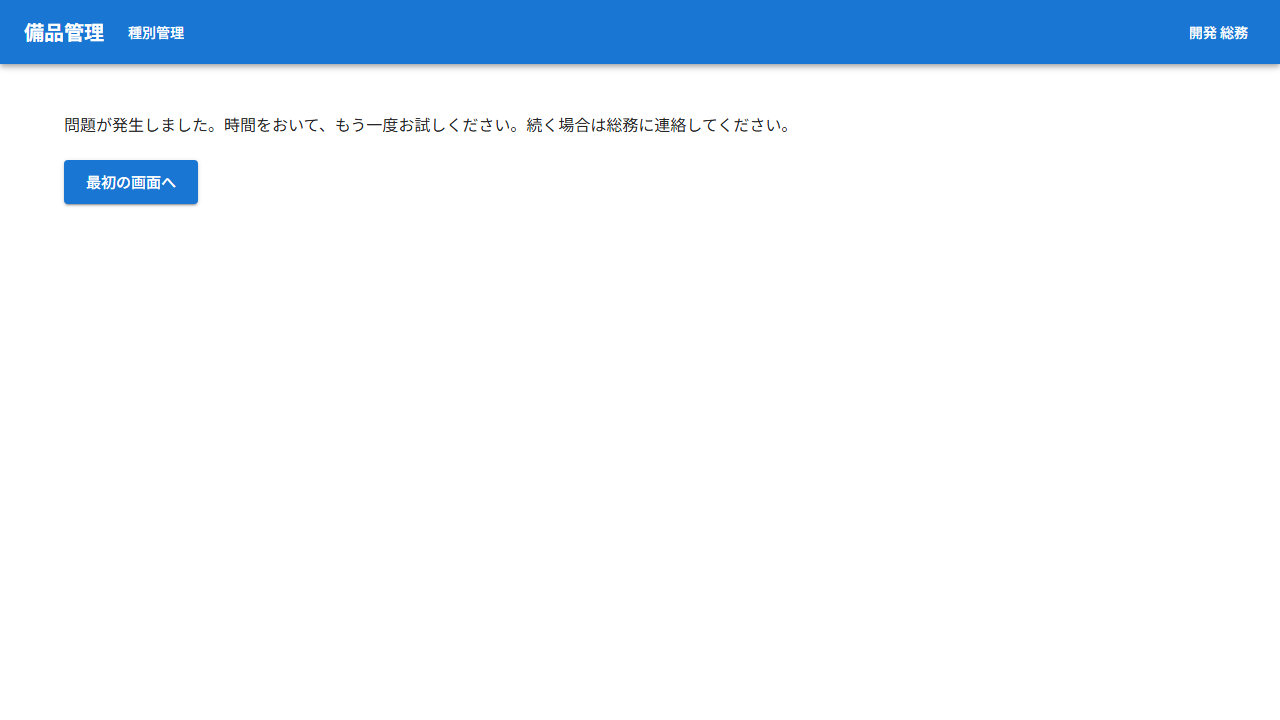 備品管理
種別管理
開発 総務
問題が発生しました。時間をおいて、もう一度お試しください。続く場合は総務に連絡してください。
最初の画面へ